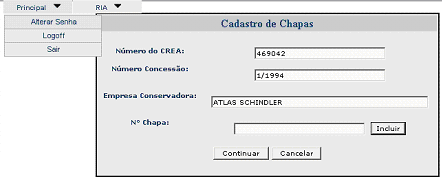 Principal RIA
Alterar Senha
Logoff
Sair
Cadastro de Chapas
Número do CREA: 469042
Número Concessão: 1/1994
Empresa Conservadora: ATLAS SCHINDLER
Nº Chapa: Incluir
Continuar Cancelar